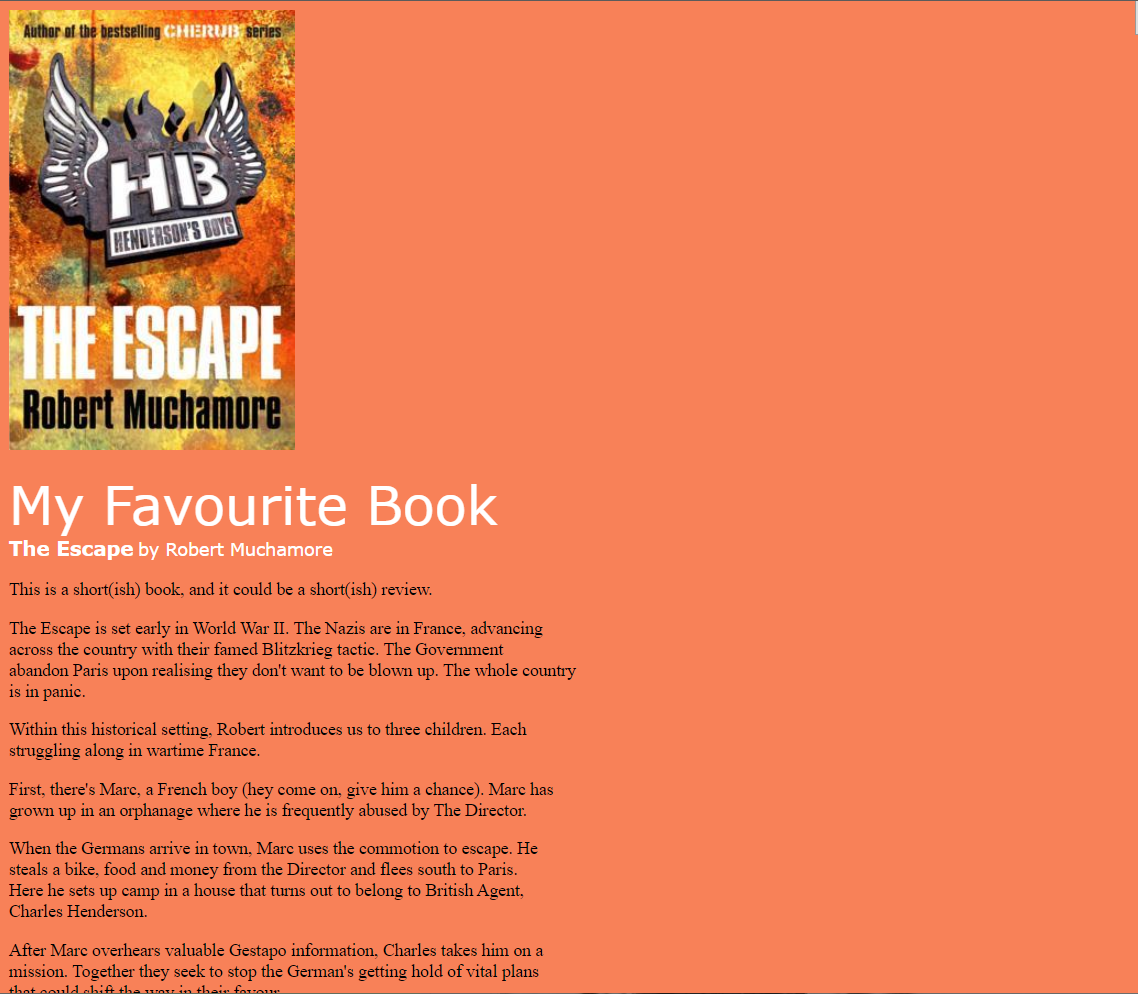 Author of the bestselling CHERUB series
HB
HENDERSON'S BOYS
THE ESCAPE
Robert Muchamore
My Favourite Book
The Escape by Robert Muchamore
This is a short(ish) book, and it could be a short(ish) review.
The Escape is set early in World War II. The Nazis are in France, advancing
across the country with their famed Blitzkrieg tactic. The Government
abandon Paris upon realising they don't want to be blown up. The whole country
is in panic.
Within this historical setting, Robert introduces us to three children. Each
struggling along in wartime France.
First, there's Marc, a French boy (hey come on, give him a chance). Marc has
grown up in an orphanage where he is frequently abused by The Director.
When the Germans arrive in town, Marc uses the commotion to escape. He
steals a bike, food and money from the Director and flees south to Paris.
Here he sets up camp in a house that turns out to belong to British Agent,
Charles Henderson.
After Marc overhears valuable Gestapo information, Charles takes him on a
mission. Together they seek to stop the German's getting hold of vital plans
that could shift the way in their favour.